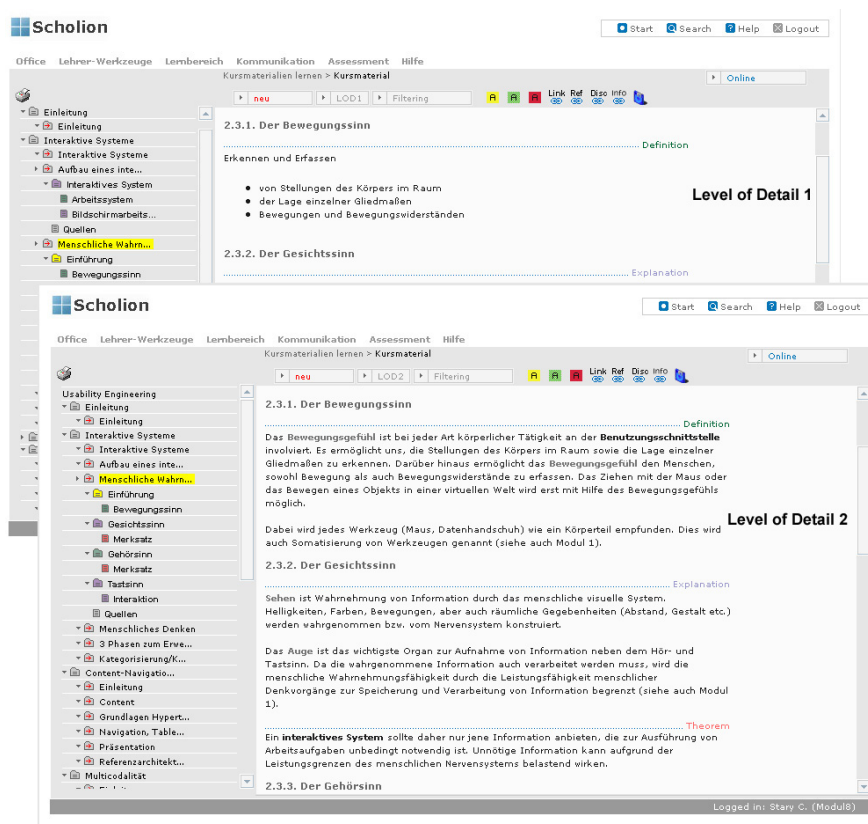 Scholion
Start Search Help Logout
Office Lehrer-Werkzeuge Lernbereich Kommunikation Assessment Hilfe
Kursmaterialien lernen > Kursmaterial
Online
neu LOD1 Filtering A A A Link Ref Disc Info
Einleitung
Einleitung
Interaktive Systeme
Interaktive Systeme
Aufbau eines inte...
Interaktives System
Arbeitssystem
Bildschirmarbeits...
Quellen
Menschliche Wahrn...
Einführung
Bewegungssinn
2.3.1. Der Bewegungssinn
Definition
Erkennen und Erfassen
von Stellungen des Körpers im Raum
der Lage einzelner Gliedmaßen
Bewegungen und Bewegungswiderständen
Level of Detail 1
2.3.2. Der Gesichtssinn
Explanation
Scholion
Start Search Help Logout
Office Lehrer-Werkzeuge Lernbereich Kommunikation Assessment Hilfe
Kursmaterialien lernen > Kursmaterial
Online
neu LOD2 Filtering A A A Link Ref Disc Info
Usability Engineering
Einleitung
Einleitung
Interaktive Systeme
Interaktive Systeme
Aufbau eines inte...
Menschliche Wahrn...
Einführung
Bewegungssinn
Gesichtssinn
Merksatz
Gehörsinn
Merksatz
Tastsinn
Interaktion
Quellen
Menschliches Denken
3 Phasen zum Erwe...
Kategorisierung/K...
Content-Navigatio...
Einleitung
Content
Grundlagen Hypert...
Navigation, Table...
Präsentation
Referenzarchitekt...
Multicodalität
2.3.1. Der Bewegungssinn
Definition
Das Bewegungsgefühl ist bei jeder Art körperlicher Tätigkeit an der Benutzungsschnittstelle
involviert. Es ermöglicht uns, die Stellungen des Körpers im Raum sowie die Lage einzelner
Gliedmaßen zu erkennen. Darüber hinaus ermöglicht das Bewegungsgefühl den Menschen,
sowohl Bewegung als auch Bewegungswiderstände zu erfassen. Das Ziehen mit der Maus oder
das Bewegen eines Objekts in einer virtuellen Welt wird erst mit Hilfe des Bewegungsgefühls
möglich.
Dabei wird jedes Werkzeug (Maus, Datenhandschuh) wie ein Körperteil empfunden. Dies wird
auch Somatisierung von Werkzeugen genannt (siehe auch Modul 1).
Level of Detail 2
2.3.2. Der Gesichtssinn
Explanation
Sehen ist Wahrnehmung von Information durch das menschliche visuelle System.
Helligkeiten, Farben, Bewegungen, aber auch räumliche Gegebenheiten (Abstand, Gestalt etc.)
werden wahrgenommen bzw. vom Nervensystem konstruiert.
Das Auge ist das wichtigste Organ zur Aufnahme von Information neben dem Hör- und
Tastsinn. Da die wahrgenommene Information auch verarbeitet werden muss, wird die
menschliche Wahrnehmungsfähigkeit durch die Leistungsfähigkeit menschlicher
Denkvorgänge zur Speicherung und Verarbeitung von Information begrenzt (siehe auch Modul
1).
Theorem
Ein interaktives System sollte daher nur jene Information anbieten, die zur Ausführung von
Arbeitsaufgaben unbedingt notwendig ist. Unnötige Information kann aufgrund der
Leistungsgrenzen des menschlichen Nervensystems belastend wirken.
2.3.3. Der Gehörsinn
Logged in: Stary C. (Modul8)